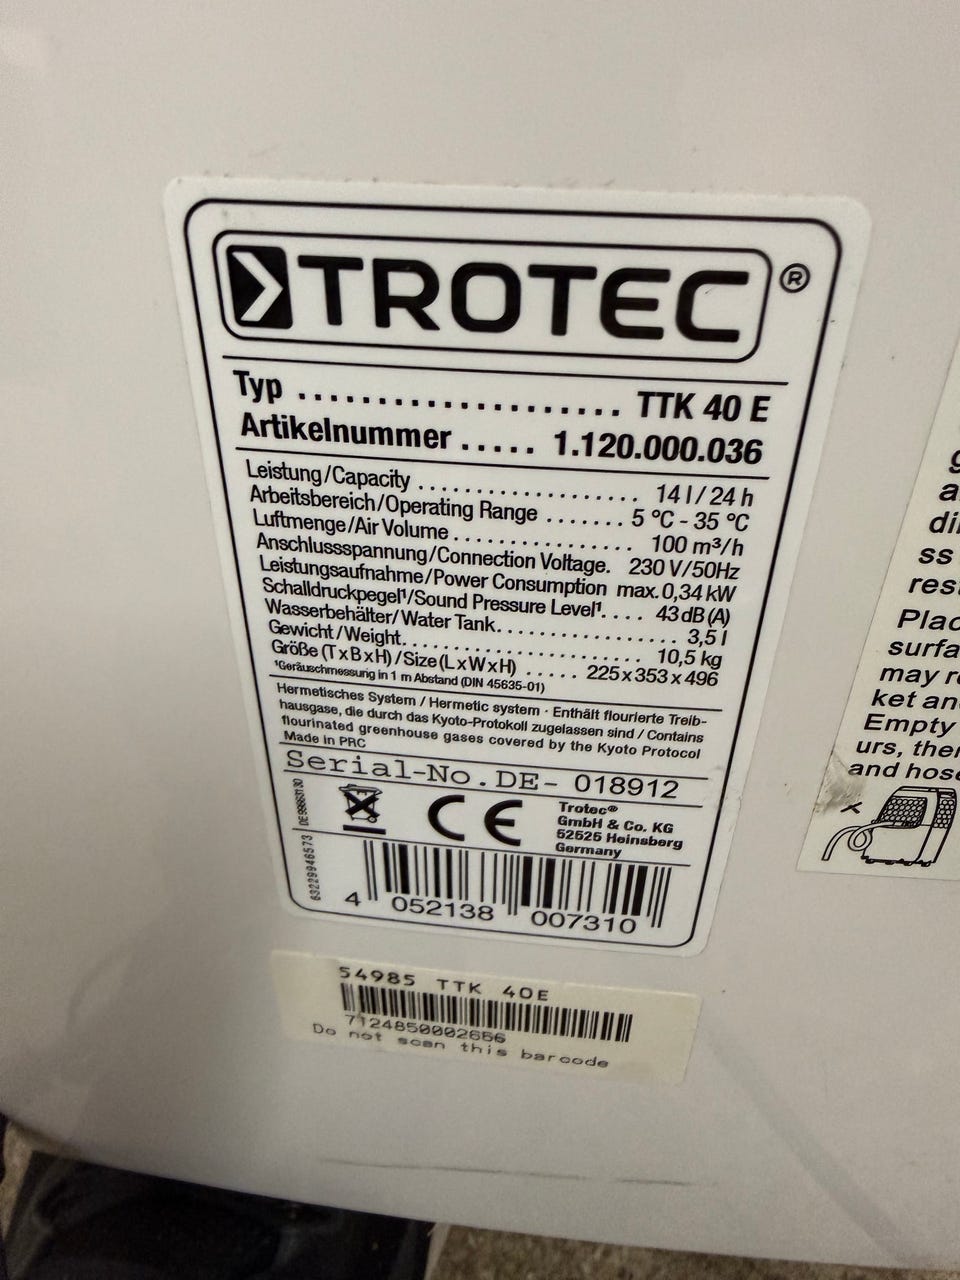 TROTEC®
Typ ..................... TTK 40 E
Artikelnummer ..... 1.120.000.036
Leistung/Capacity ..................... 14 l / 24 h
Arbeitsbereich/Operating Range ....... 5 °C - 35 °C
Luftmenge/Air Volume ................ 100 m³/h
Anschlussspannung/Connection Voltage. 230 V/50Hz
Leistungsaufnahme/Power Consumption max. 0,34 kW
Schalldruckpegel¹/Sound Pressure Level¹.... 43 dB (A)
Wasserbehälter/Water Tank................. 3,5 l
Gewicht/Weight....................... 10,5 kg
Größe (TxBxH)/Size (LxWxH) ..... 225x353x496
¹Geräuschmessung in 1 m Abstand (DIN 45635-01)
Hermetisches System / Hermetic system · Enthält flourierte Treib-
hausgase, die durch das Kyoto-Protokoll zugelassen sind / Contains
flourinated greenhouse gases covered by the Kyoto Protocol
Made in PRC
Serial-No.DE- 018912
CE
Trotec®
GmbH & Co. KG
52525 Heinsberg
Germany
63229946573
4 052138 007310
54985 TTK 40E
7124850002656
Do not scan this barcode
Plac
surfa
may re
ket an
Empty
urs, ther
and hose